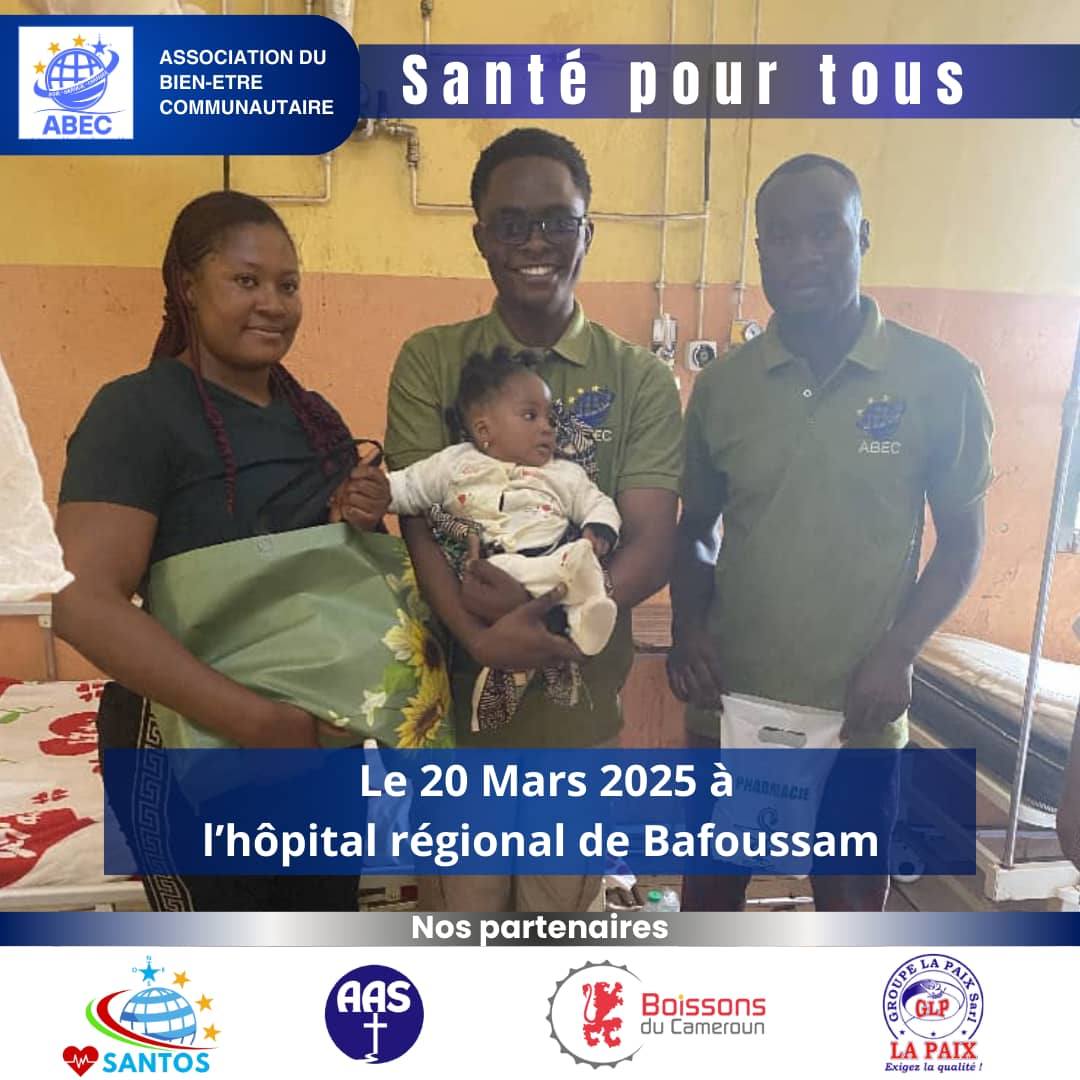 ABEC
ASSOCIATION DU
BIEN-ETRE
COMMUNAUTAIRE
Santé pour tous
EC
ABEC
PHARMACIE
Le 20 Mars 2025 à
l’hôpital régional de Bafoussam
Nos partenaires
N
O
E
SANTOS
AAS
Boissons
du Cameroun
GROUPE LA PAIX Sarl
GLP
LA PAIX
Exigez la qualité !